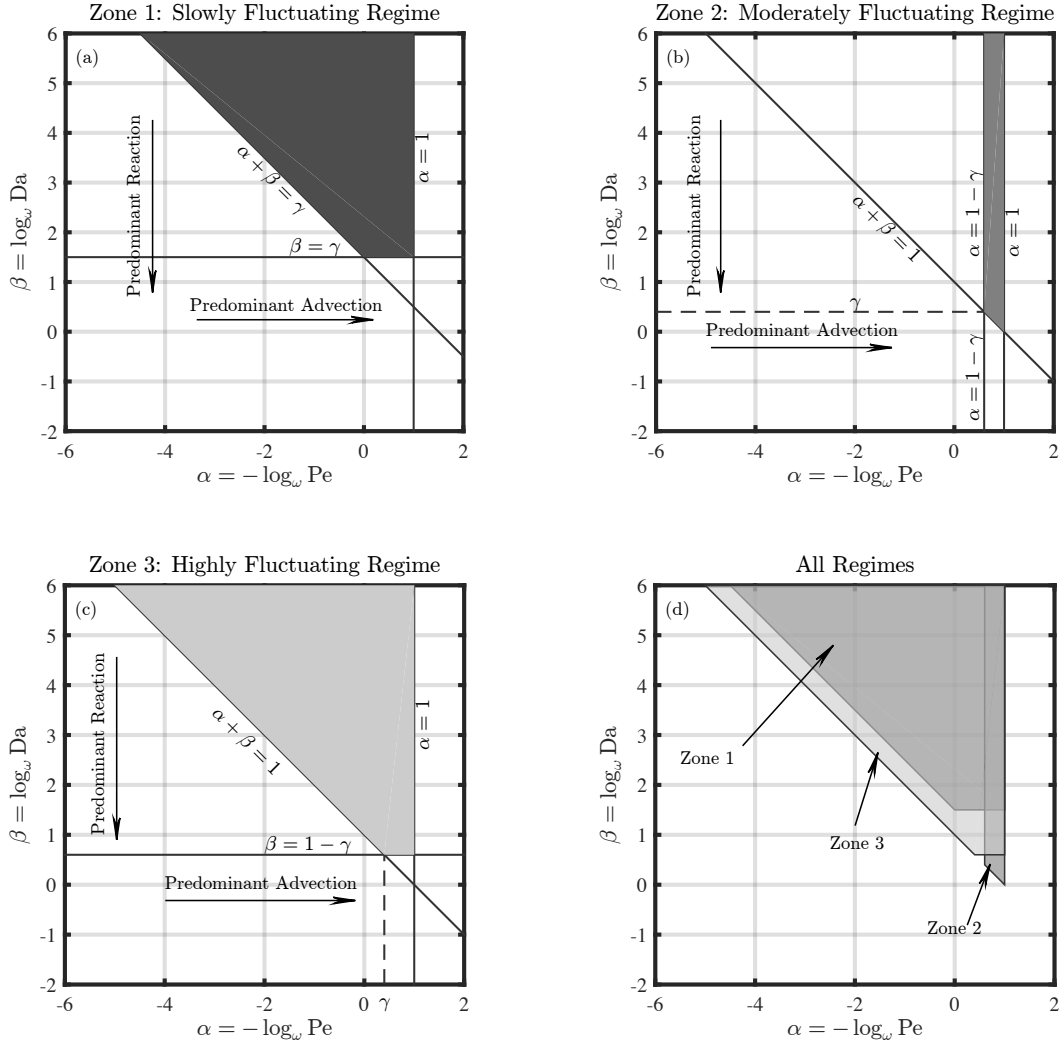 Zone 1: Slowly Fluctuating Regime
(a)
6
5
4
3
2
1
0
-1
-2
-6
-4
-2
0
2
β = log_ω Da
α = − log_ω Pe
Predominant Reaction
Predominant Advection
α + β = γ
β = γ
α = 1
Zone 2: Moderately Fluctuating Regime
(b)
6
5
4
3
2
1
0
-1
-2
-6
-4
-2
0
2
β = log_ω Da
α = − log_ω Pe
Predominant Reaction
Predominant Advection
α + β = 1
γ
α = 1 − γ
α = 1
α = 1 − γ
Zone 3: Highly Fluctuating Regime
(c)
6
5
4
3
2
1
0
-1
-2
-6
-4
-2
0
γ
2
β = log_ω Da
α = − log_ω Pe
Predominant Reaction
Predominant Advection
α + β = 1
β = 1 − γ
α = 1
All Regimes
(d)
6
5
4
3
2
1
0
-1
-2
-6
-4
-2
0
2
β = log_ω Da
α = − log_ω Pe
Zone 1
Zone 3
Zone 2